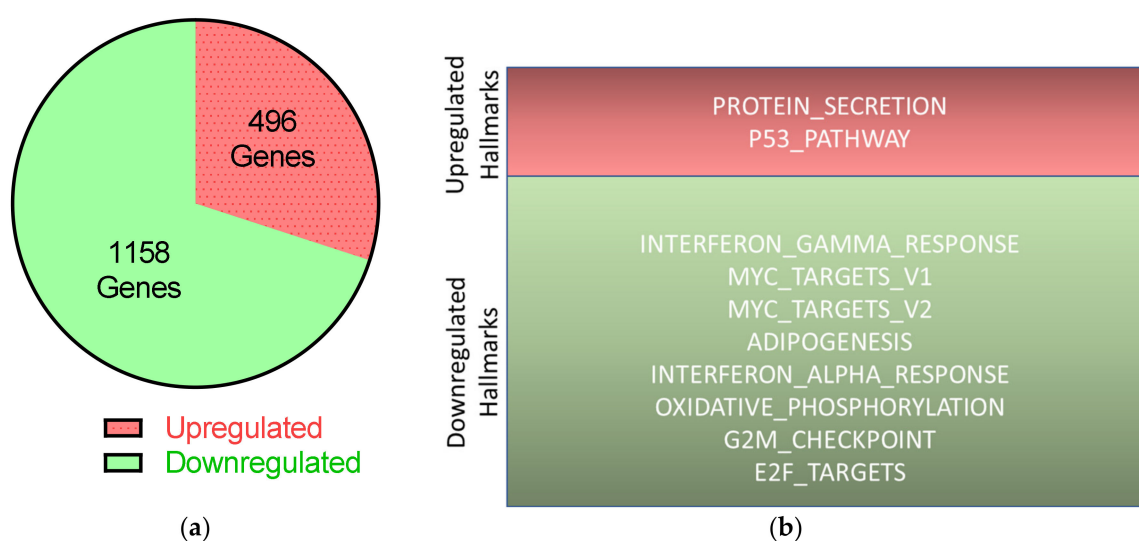 496
Genes
1158
Genes
Upregulated
Downregulated
(a)
Upregulated
Hallmarks
PROTEIN_SECRETION
P53_PATHWAY
Downregulated
Hallmarks
INTERFERON_GAMMA_RESPONSE
MYC_TARGETS_V1
MYC_TARGETS_V2
ADIPOGENESIS
INTERFERON_ALPHA_RESPONSE
OXIDATIVE_PHOSPHORYLATION
G2M_CHECKPOINT
E2F_TARGETS
(b)